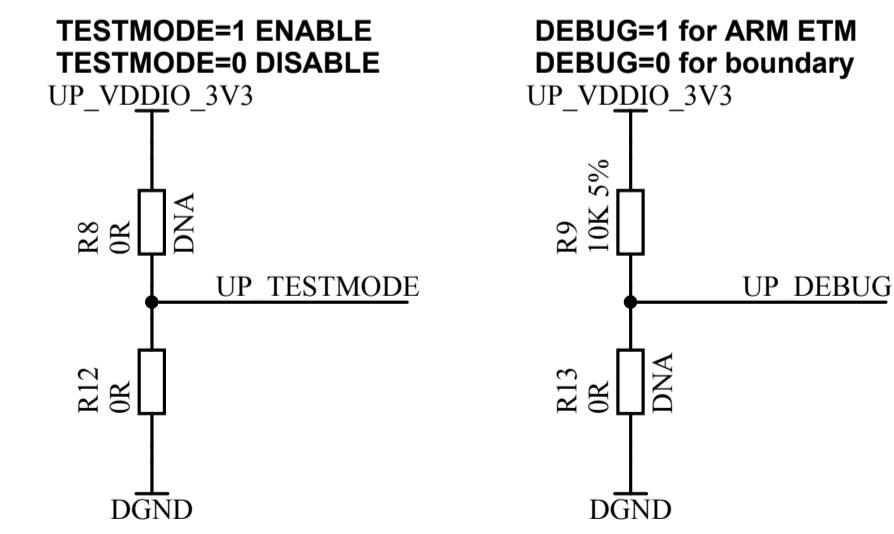 TESTMODE=1 ENABLE
TESTMODE=0 DISABLE
UP_VDDIO_3V3
R8
0R
DNA
UP_TESTMODE
R12
0R
DGND
DEBUG=1 for ARM ETM
DEBUG=0 for boundary
UP_VDDIO_3V3
R9
10K 5%
UP_DEBUG
R13
0R
DNA
DGND